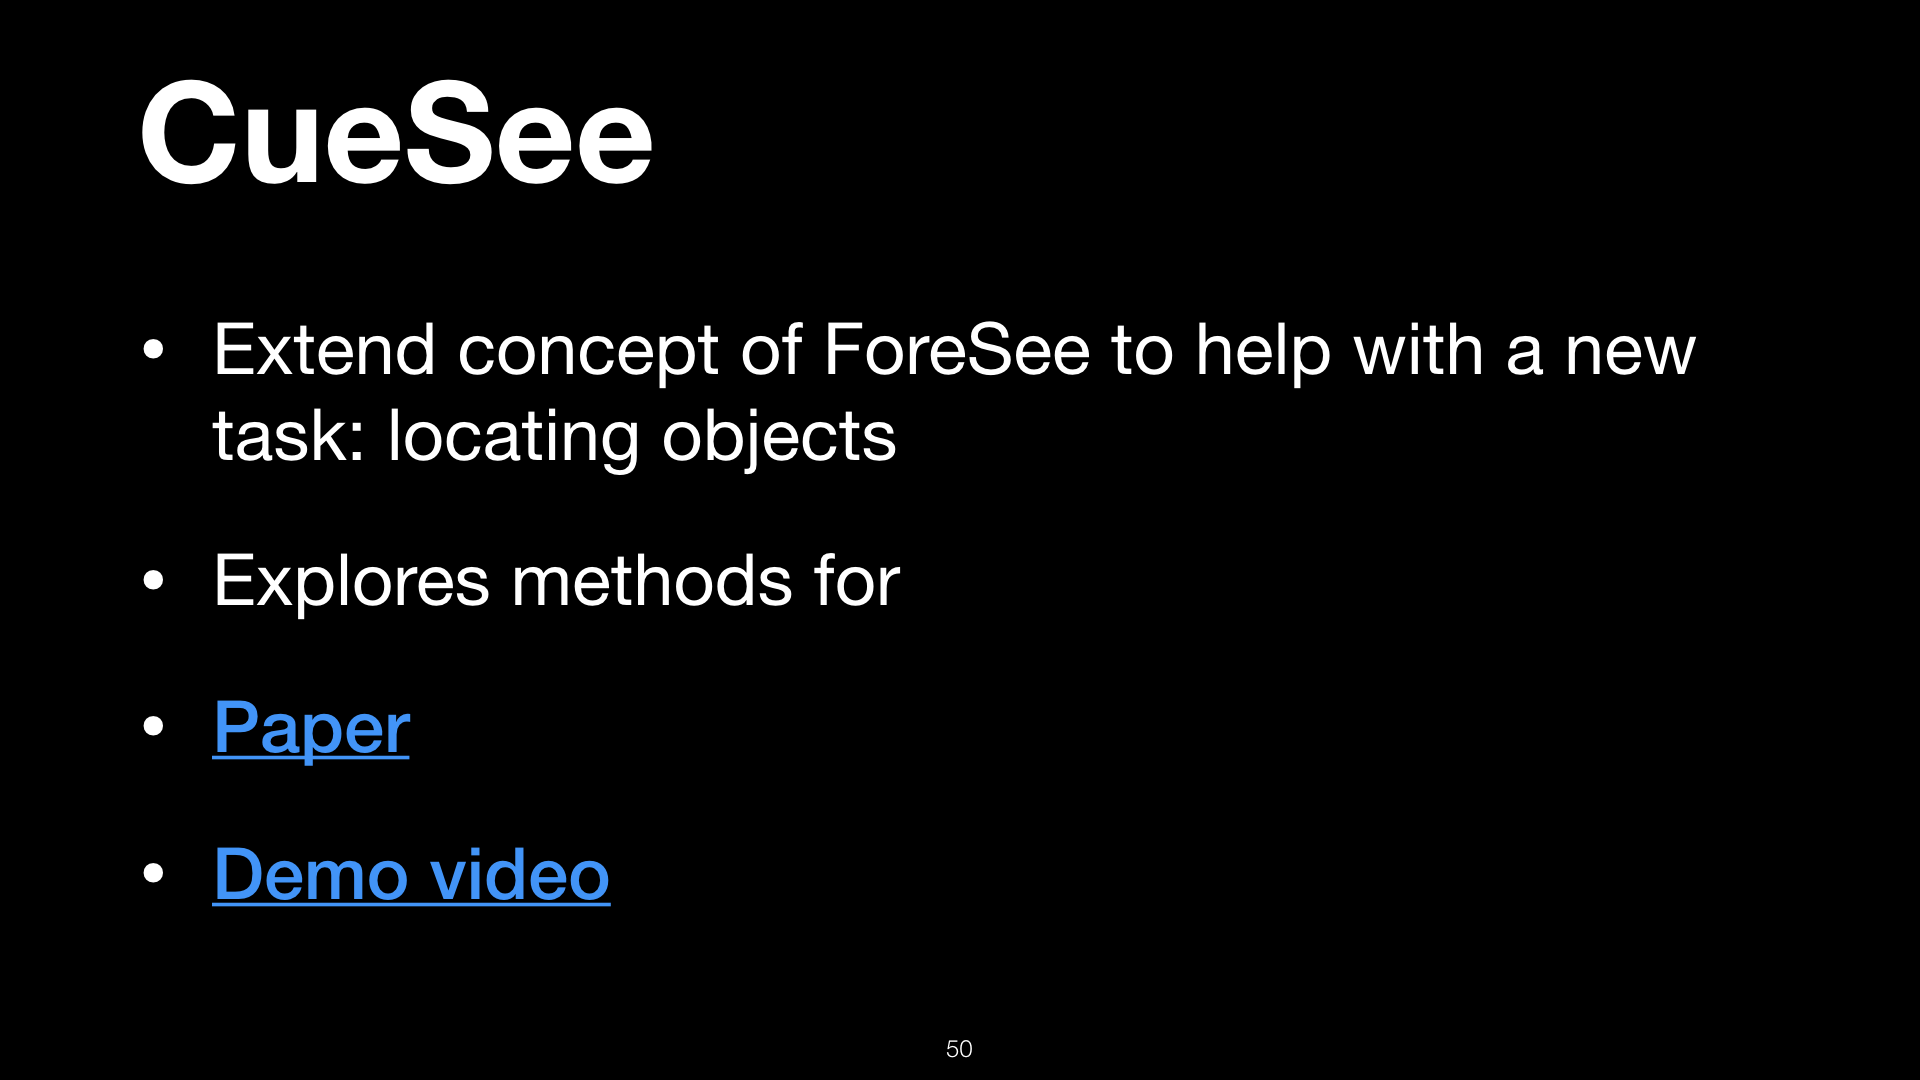 CueSee
• Extend concept of ForeSee to help with a new
task: locating objects
• Explores methods for
• Paper
• Demo video
50